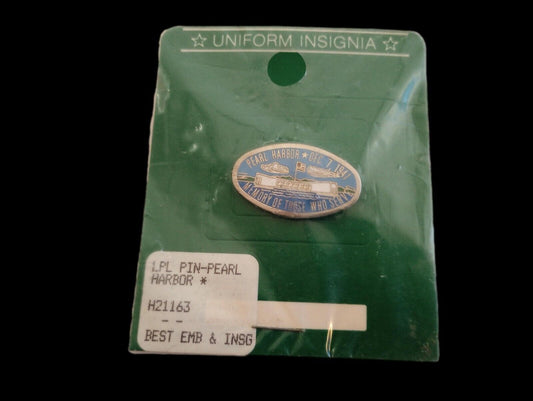 ☆ UNIFORM INSIGNIA ☆
PEARL HARBOR ★ DEC. 7, 1941
MEMORY OF THOSE WHO SERVED
LPL PIN-PEARL
HARBOR *
H21163
- -
BEST EMB & INSG